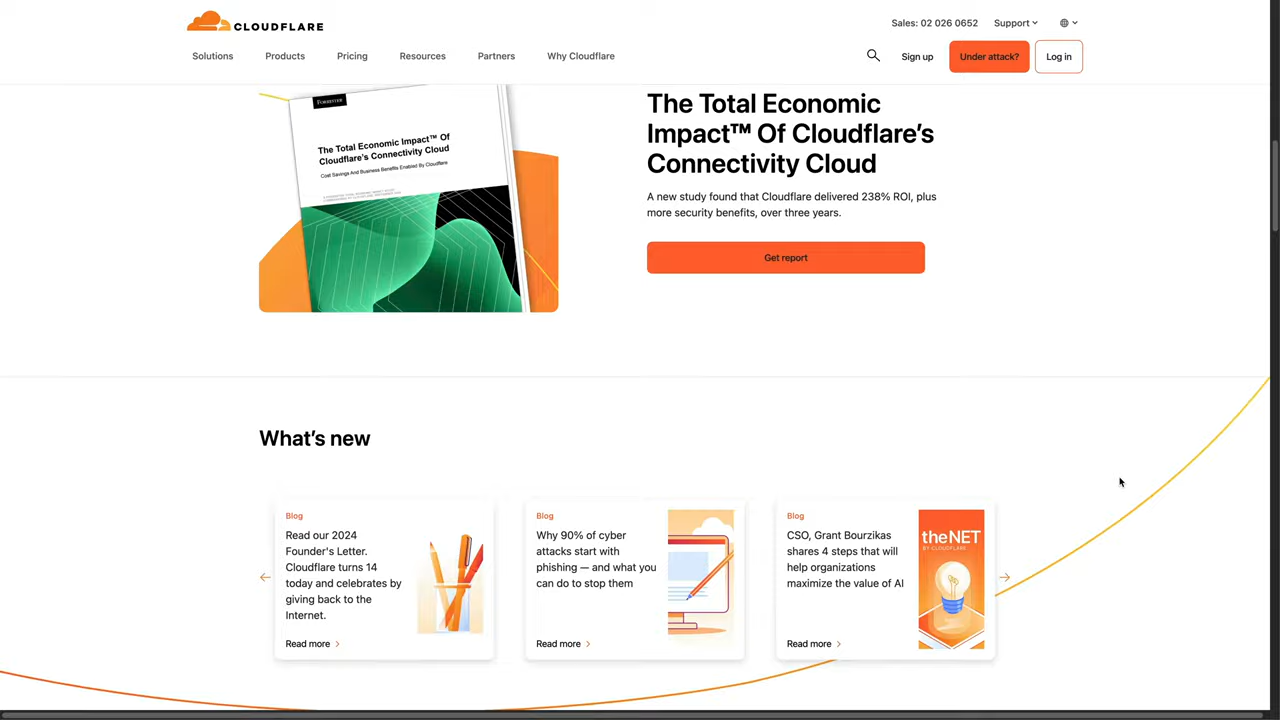 CLOUDFLARE
Sales: 02 026 0652
Support
Solutions
Products
Pricing
Resources
Partners
Why Cloudflare
Sign up
Under attack?
Log in
FORRESTER
The Total Economic Impact™ Of
Cloudflare's Connectivity Cloud
Cost Savings And Business Benefits Enabled By Cloudflare
The Total Economic
Impact™ Of Cloudflare's
Connectivity Cloud
A new study found that Cloudflare delivered 238% ROI, plus
more security benefits, over three years.
Get report
What's new
Blog
Read our 2024
Founder's Letter.
Cloudflare turns 14
today and celebrates by
giving back to the
Internet.
Read more
Blog
Why 90% of cyber
attacks start with
phishing — and what you
can do to stop them
Read more
Blog
CSO, Grant Bourzikas
shares 4 steps that will
help organizations
maximize the value of AI
Read more
theNET
BY CLOUDFLARE